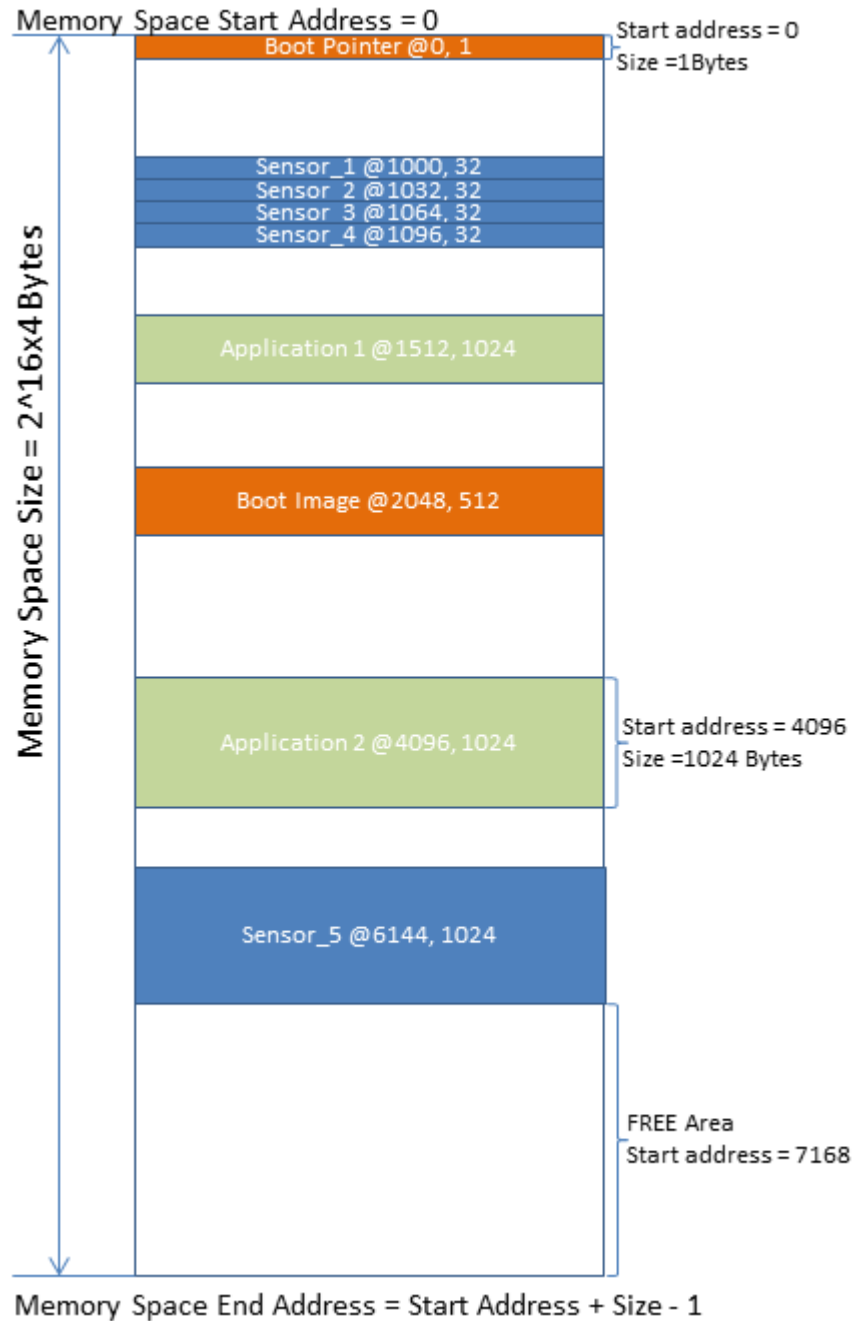 Memory Space Start Address = 0
Boot Pointer @0, 1
Start address = 0
Size =1Bytes
Sensor_1 @1000, 32
Sensor_2 @1032, 32
Sensor_3 @1064, 32
Sensor_4 @1096, 32
Memory Space Size = 2^16x4 Bytes
Application 1 @1512, 1024
Boot Image @2048, 512
Application 2 @4096, 1024
Start address = 4096
Size =1024 Bytes
Sensor_5 @6144, 1024
FREE Area
Start address = 7168
Memory Space End Address = Start Address + Size - 1